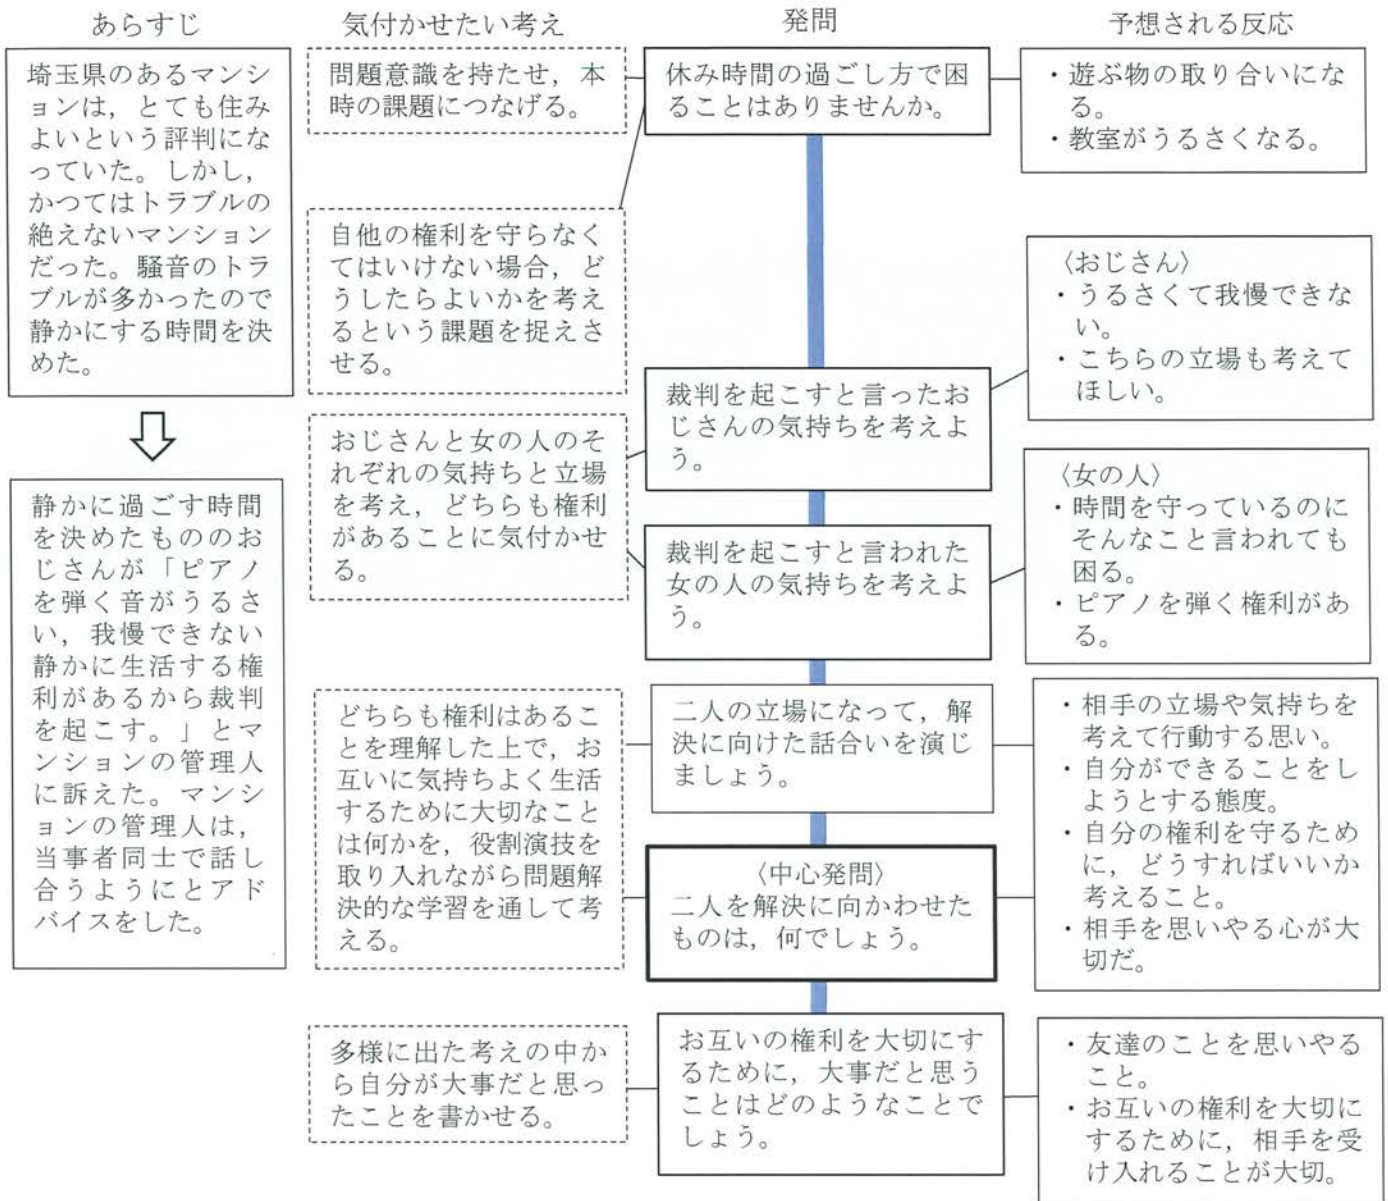 あらすじ
気付かせたい考え
発問
予想される反応
埼玉県のあるマンシ
ョンは，とても住み
よいという評判にな
っていた。しかし，
かつてはトラブルの
絶えないマンション
だった。騒音のトラ
ブルが多かったので
静かにする時間を決
めた。
静かに過ごす時間
を決めたもののお
じさんが「ピアノ
を弾く音がうるさ
い，我慢できない
静かに生活する権
利があるから裁判
を起こす。」とマ
ンションの管理人
に訴えた。マンシ
ョンの管理人は，
当事者同士で話し
合うようにとアド
バイスをした。
問題意識を持たせ，本
時の課題につなげる。
自他の権利を守らなく
てはいけない場合，ど
うしたらよいかを考え
るという課題を捉えさ
せる。
おじさんと女の人のそ
れぞれの気持ちと立場
を考え，どちらも権利
があることに気付かせ
る。
どちらも権利はあるこ
とを理解した上で，お
互いに気持ちよく生活
するために大切なこと
は何かを，役割演技を
取り入れながら問題解
決的な学習を通して考
える。
多様に出た考えの中か
ら自分が大事だと思っ
たことを書かせる。
休み時間の過ごし方で困
ることはありませんか。
裁判を起こすと言ったお
じさんの気持ちを考えよ
う。
裁判を起こすと言われた
女の人の気持ちを考えよ
う。
二人の立場になって，解
決に向けた話合いを演じ
ましょう。
〈中心発問〉
二人を解決に向かわせた
ものは，何でしょう。
お互いの権利を大切にす
るために，大事だと思う
ことはどのようなことで
しょう。
・遊ぶ物の取り合いにな
る。
・教室がうるさくなる。
〈おじさん〉
・うるさくて我慢できな
い。
・こちらの立場も考えて
ほしい。
〈女の人〉
・時間を守っているのに
そんなこと言われても
困る。
・ピアノを弾く権利があ
る。
・相手の立場や気持ちを
考えて行動する思い。
・自分ができることをし
ようとする態度。
・自分の権利を守るため
に，どうすればいいか
考えること。
・相手を思いやる心が大
切だ。
・友達のことを思いやる
こと。
・お互いの権利を大切に
するために，相手を受
け入れることが大切。